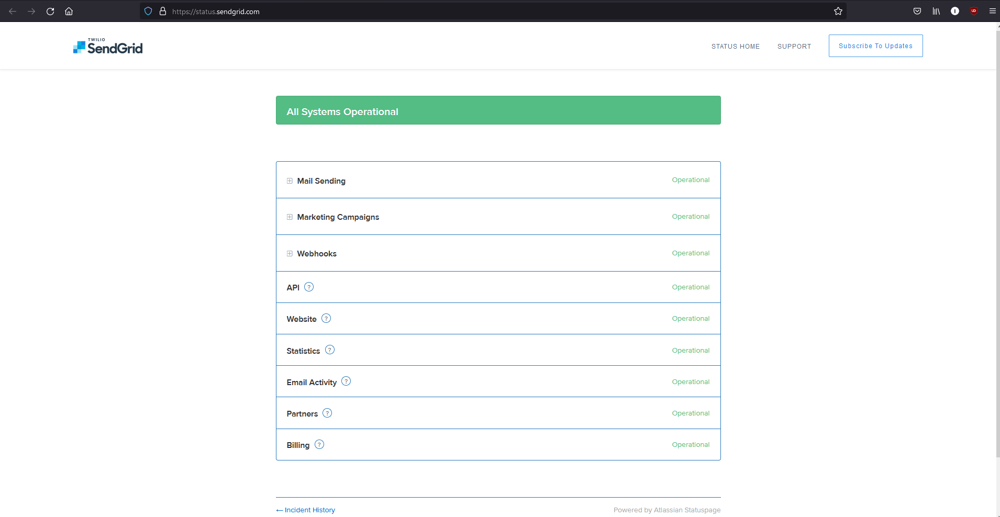 https://status.sendgrid.com
TWILIO
SendGrid
STATUS HOME
SUPPORT
Subscribe To Updates
All Systems Operational
Mail Sending
Operational
Marketing Campaigns
Operational
Webhooks
Operational
API ?
Operational
Website ?
Operational
Statistics ?
Operational
Email Activity ?
Operational
Partners ?
Operational
Billing ?
Operational
← Incident History
Powered by Atlassian Statuspage